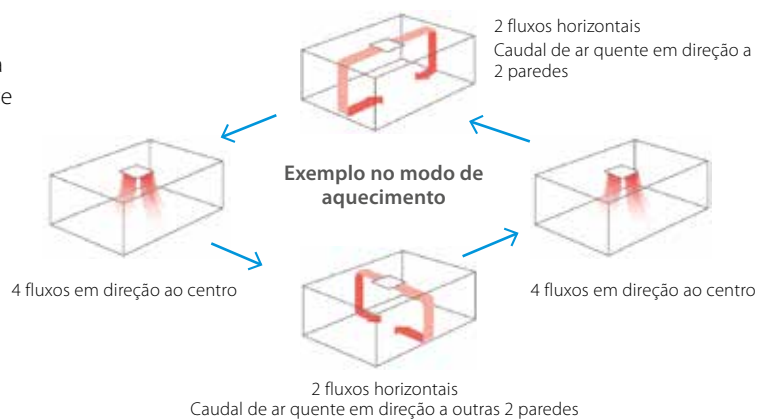 2 fluxos horizontais
Caudal de ar quente em direção a
2 paredes
e
Exemplo no modo de
aquecimento
4 fluxos em direção ao centro
4 fluxos em direção ao centro
2 fluxos horizontais
Caudal de ar quente em direção a outras 2 paredes